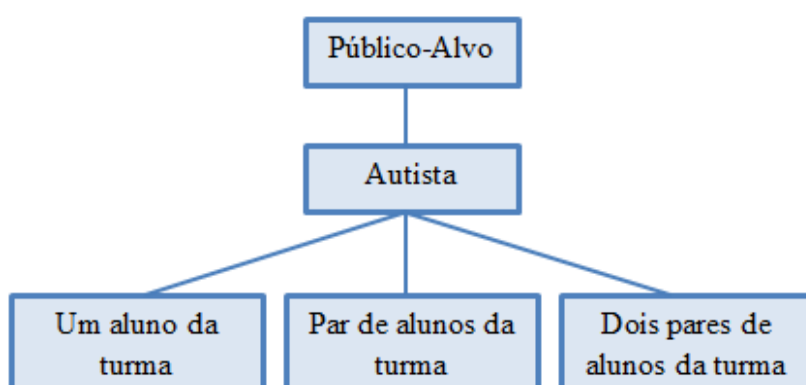 Público-Alvo
Autista
Um aluno da
turma
Par de alunos da
turma
Dois pares de
alunos da turma